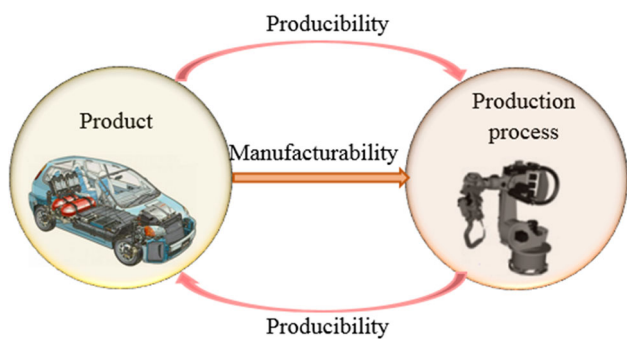 Producibility
Product
Production
process
Manufacturability
Producibility